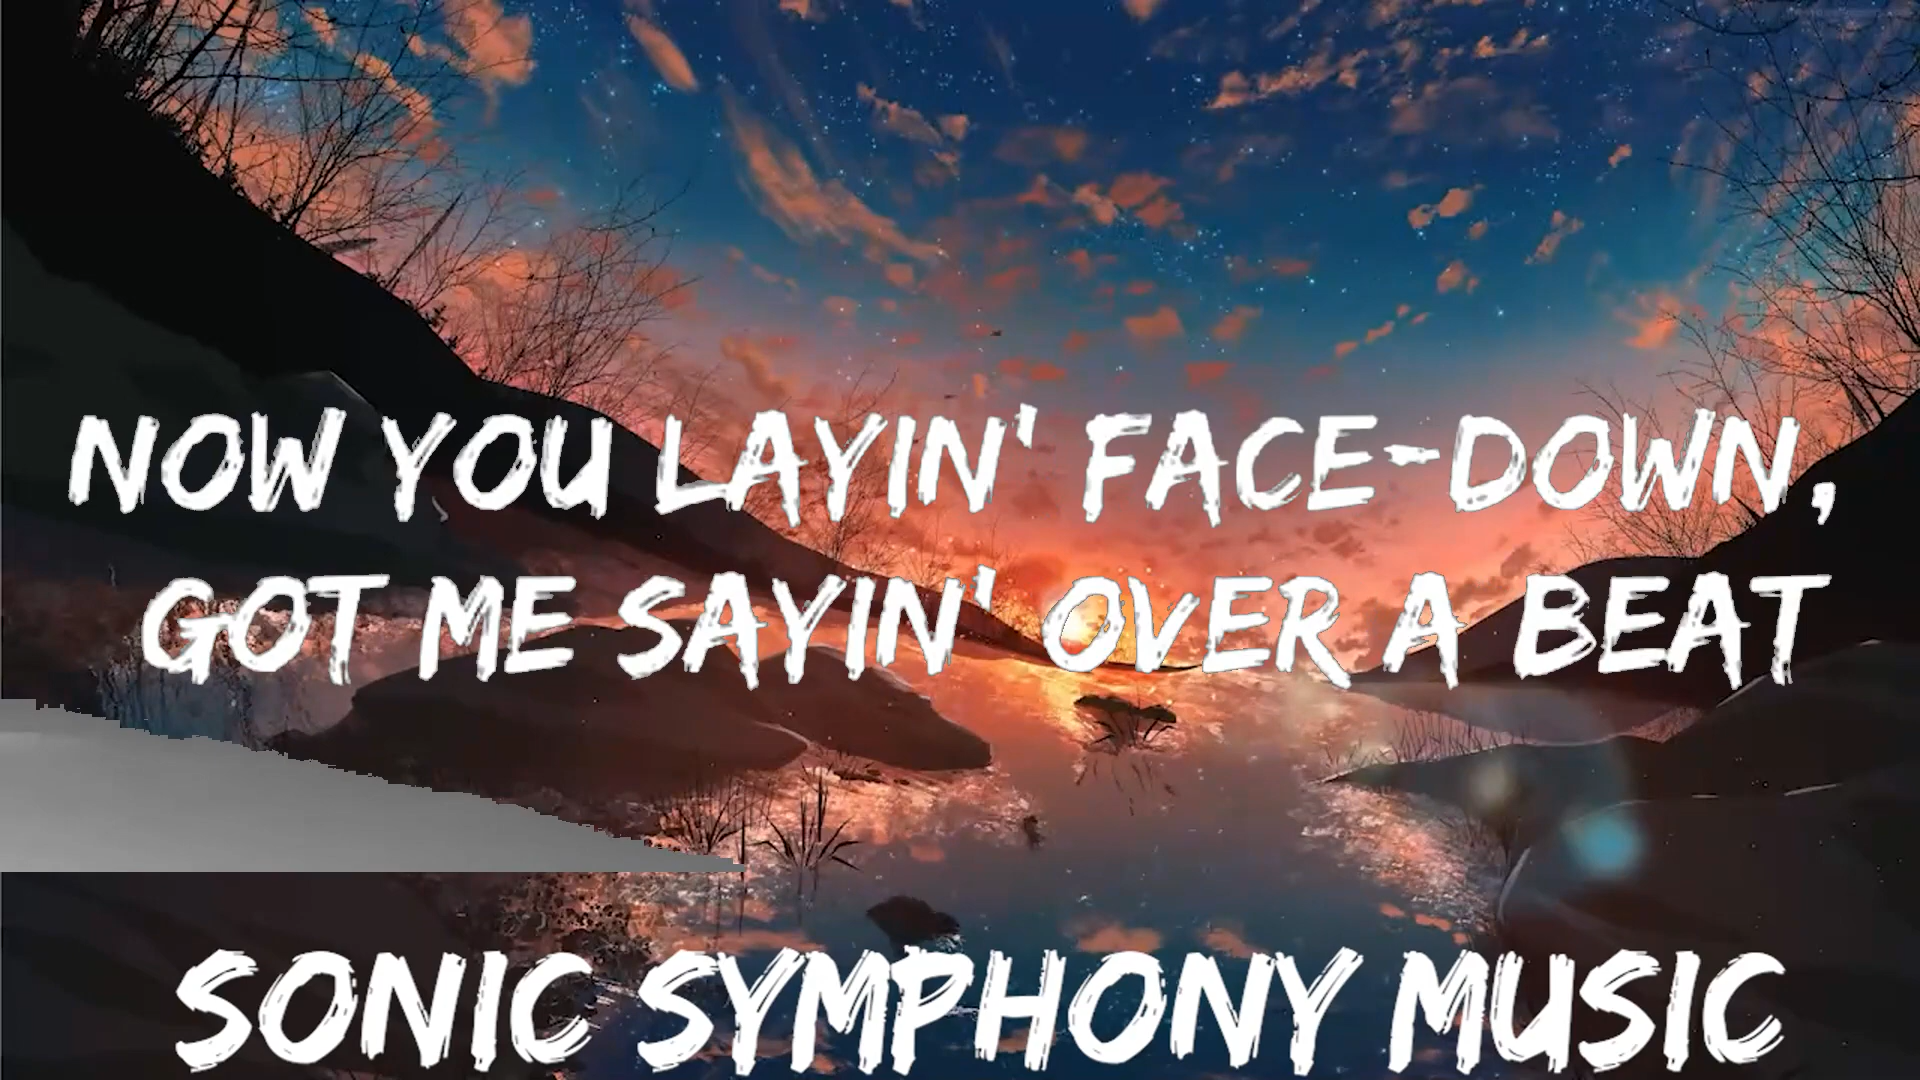 NOW YOU LAYIN' FACE-DOWN,
GOT ME SAYIN' OVER A BEAT
SONIC SYMPHONY MUSIC